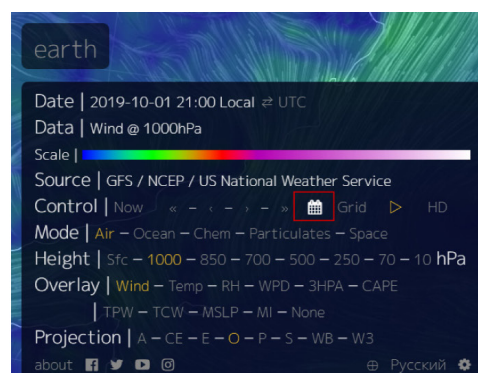 earth
Date | 2019-10-01 21:00 Local ⇄ UTC
Data | Wind @ 1000hPa
Scale |
Source | GFS / NCEP / US National Weather Service
Control | Now « – ‹ – › – » Grid ▷ HD
Mode | Air – Ocean – Chem – Particulates – Space
Height | Sfc – 1000 – 850 – 700 – 500 – 250 – 70 – 10 hPa
Overlay | Wind – Temp – RH – WPD – 3HPA – CAPE
| TPW – TCW – MSLP – MI – None
Projection | A – CE – E – O – P – S – WB – W3
about Русский